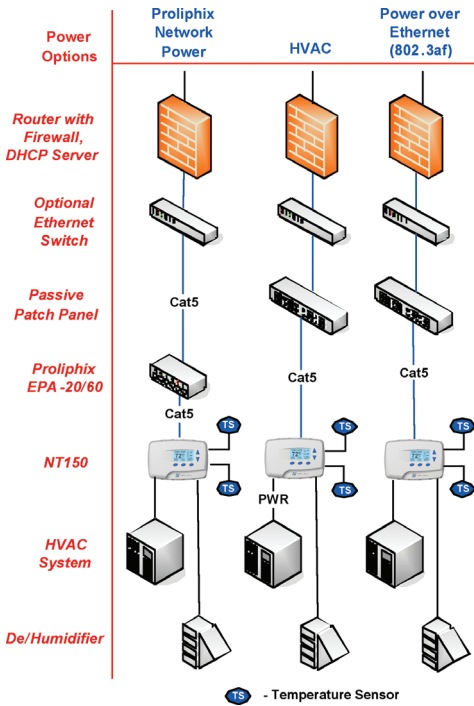 Power
Options
Proliphix
Network
Power
HVAC
Power over
Ethernet
(802.3af)
Router with
Firewall,
DHCP Server
Optional
Ethernet
Switch
Passive
Patch Panel
Cat5
Proliphix
EPA -20/60
Cat5
Cat5
Cat5
NT150
TS
TS
TS
TS
TS
TS
PWR
HVAC
System
De/Humidifier
TS - Temperature Sensor